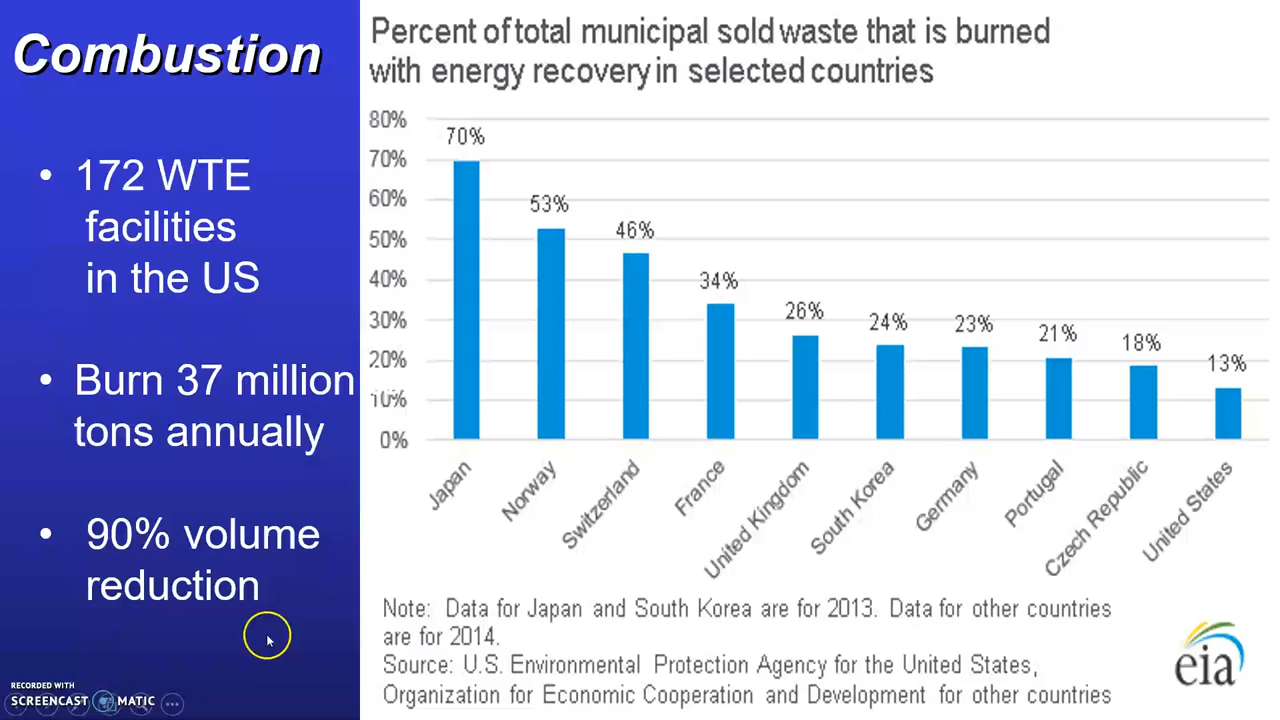 Combustion
• 172 WTE
facilities
in the US
• Burn 37 million
tons annually
• 90% volume
reduction
RECORDED WITH
SCREENCAST MATIC
Percent of total municipal sold waste that is burned
with energy recovery in selected countries
80%
70%
60%
50%
40%
30%
20%
10%
0%
70%
53%
46%
34%
26%
24%
23%
21%
18%
13%
Japan
Norway
Switzerland
France
United Kingdom
South Korea
Germany
Portugal
Czech Republic
United States
Note: Data for Japan and South Korea are for 2013. Data for other countries
are for 2014.
Source: U.S. Environmental Protection Agency for the United States,
Organization for Economic Cooperation and Development for other countries
eia